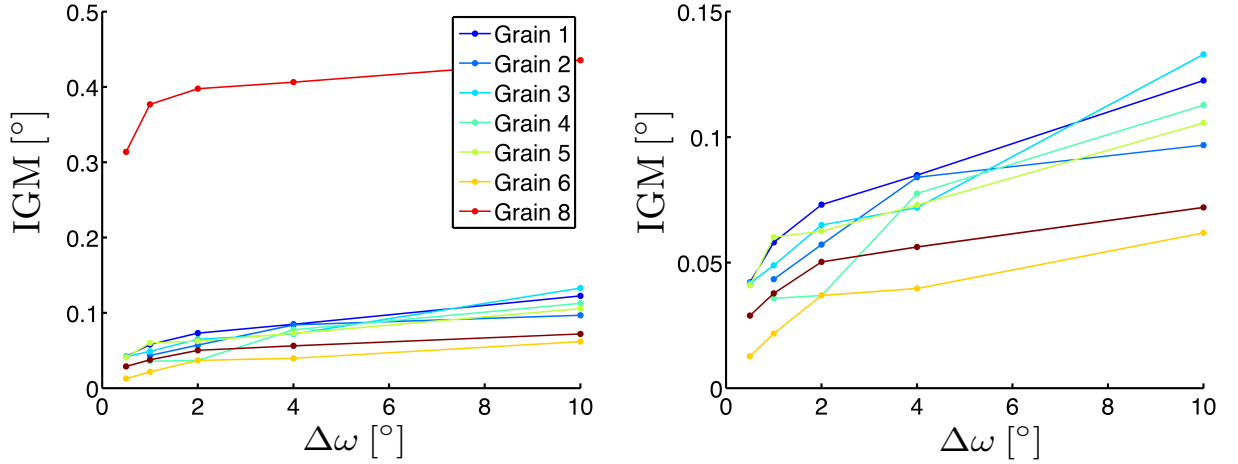 0.5
0.4
0.3
0.2
0.1
0
IGM [°]
0 2 4 6 8 10
Δω [°]
Grain 1
Grain 2
Grain 3
Grain 4
Grain 5
Grain 6
Grain 8
0.15
0.1
0.05
0
IGM [°]
0 2 4 6 8 10
Δω [°]